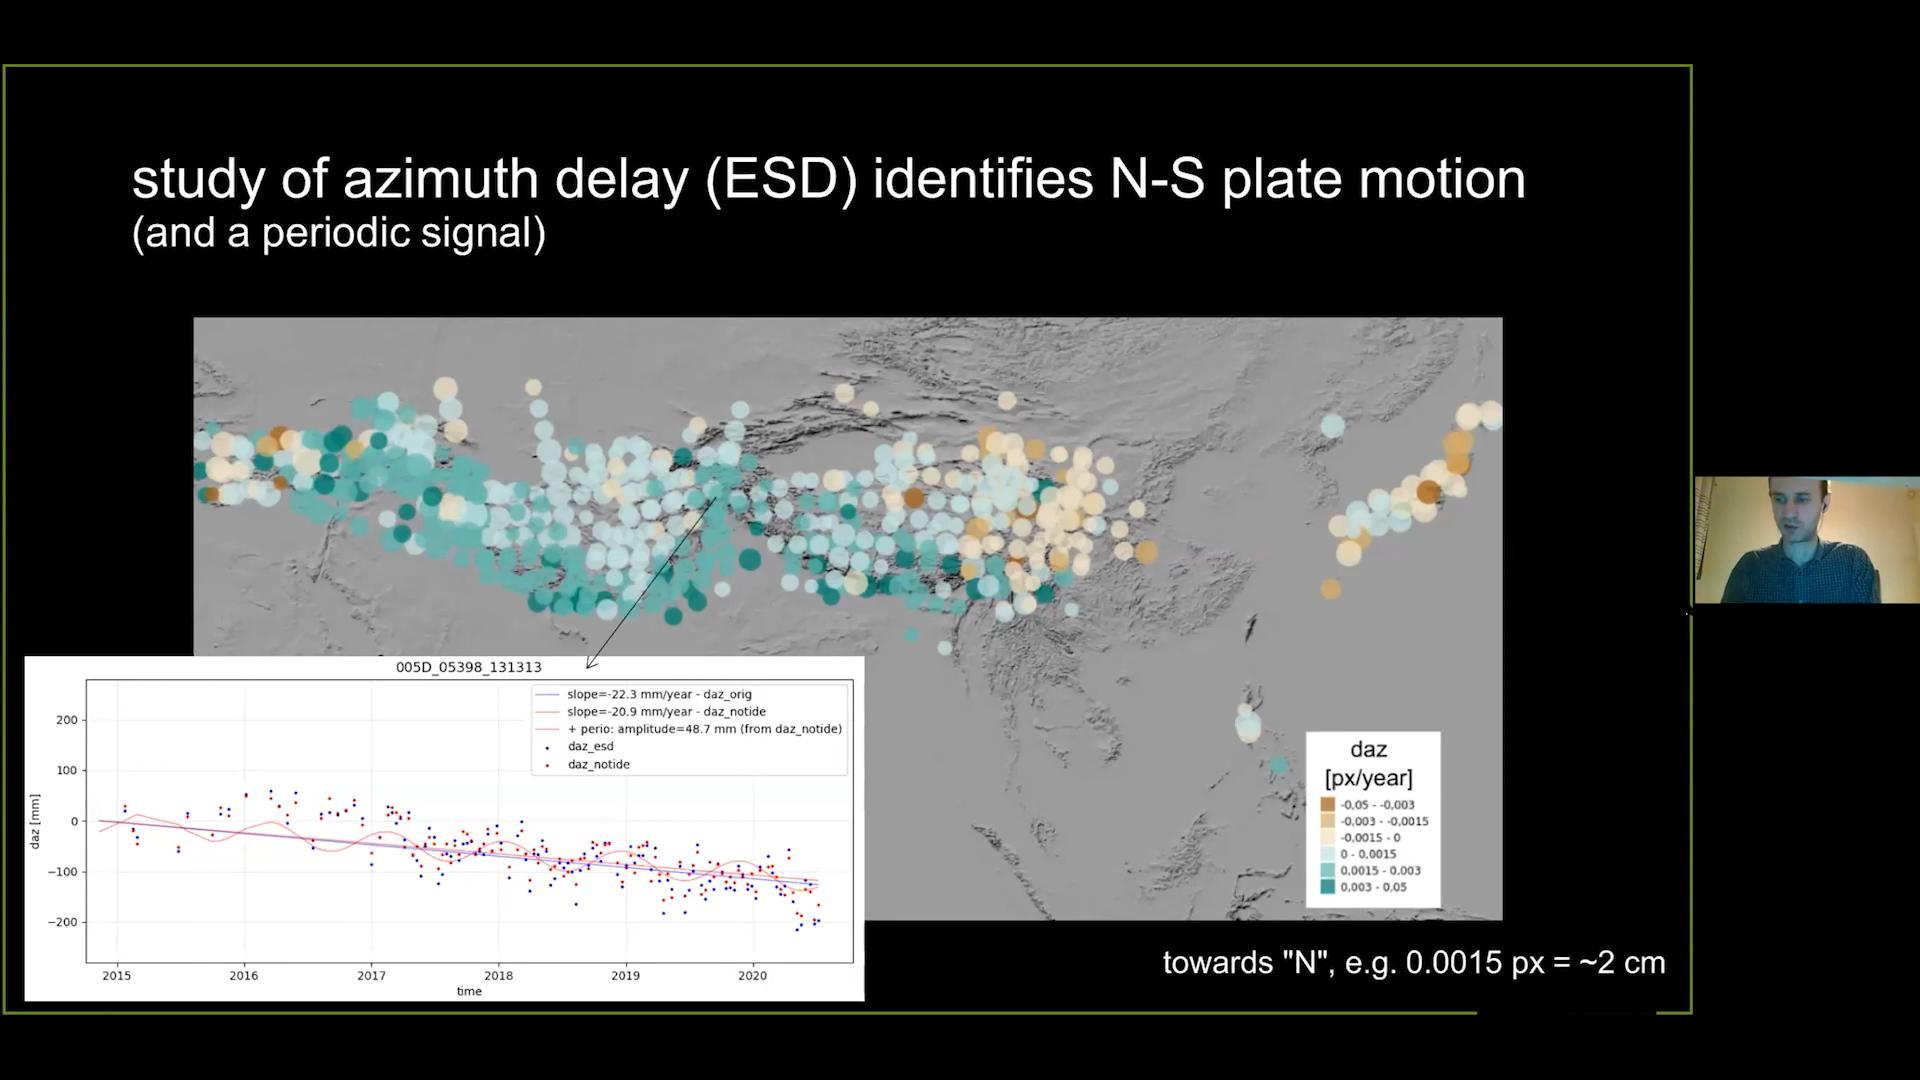 study of azimuth delay (ESD) identifies N-S plate motion
(and a periodic signal)
005D_05398_131313
slope=-22.3 mm/year - daz_orig
slope=-20.9 mm/year - daz_notide
+ perio: amplitude=48.7 mm (from daz_notide)
daz_esd
daz_notide
200
100
0
−100
−200
daz [mm]
2015
2016
2017
2018
2019
2020
time
daz
[px/year]
-0,05 - -0,003
-0,003 - -0,0015
-0,0015 - 0
0 - 0,0015
0,0015 - 0,003
0,003 - 0,05
towards "N", e.g. 0.0015 px = ~2 cm